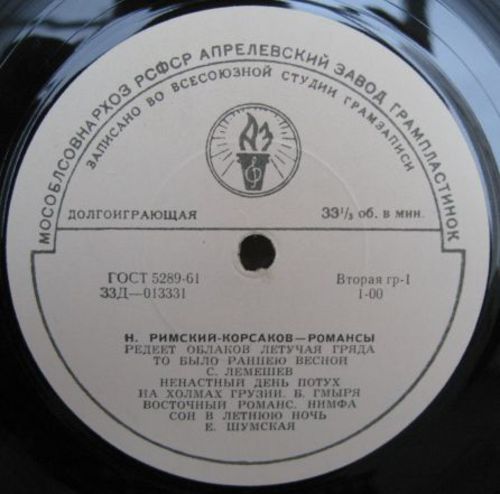 МОСОБЛСОВНАРХОЗ РСФСР АПРЕЛЕВСКИЙ ЗАВОД ГРАМПЛАСТИНОК
ЗАПИСАНО ВО ВСЕСОЮЗНОЙ СТУДИИ ГРАМЗАПИСИ
АЗ
ДОЛГОИГРАЮЩАЯ 33⅓ об. в мин.
ГОСТ 5289-61 Вторая гр-I
33Д—013331 1-00
Н. РИМСКИЙ-КОРСАКОВ—РОМАНСЫ
РЕДЕЕТ ОБЛАКОВ ЛЕТУЧАЯ ГРЯДА
ТО БЫЛО РАННЕЮ ВЕСНОЙ
С. ЛЕМЕШЕВ
НЕНАСТНЫЙ ДЕНЬ ПОТУХ
НА ХОЛМАХ ГРУЗИИ. Б. ГМЫРЯ
ВОСТОЧНЫЙ РОМАНС. НИМФА
СОН В ЛЕТНЮЮ НОЧЬ
Е. ШУМСКАЯ